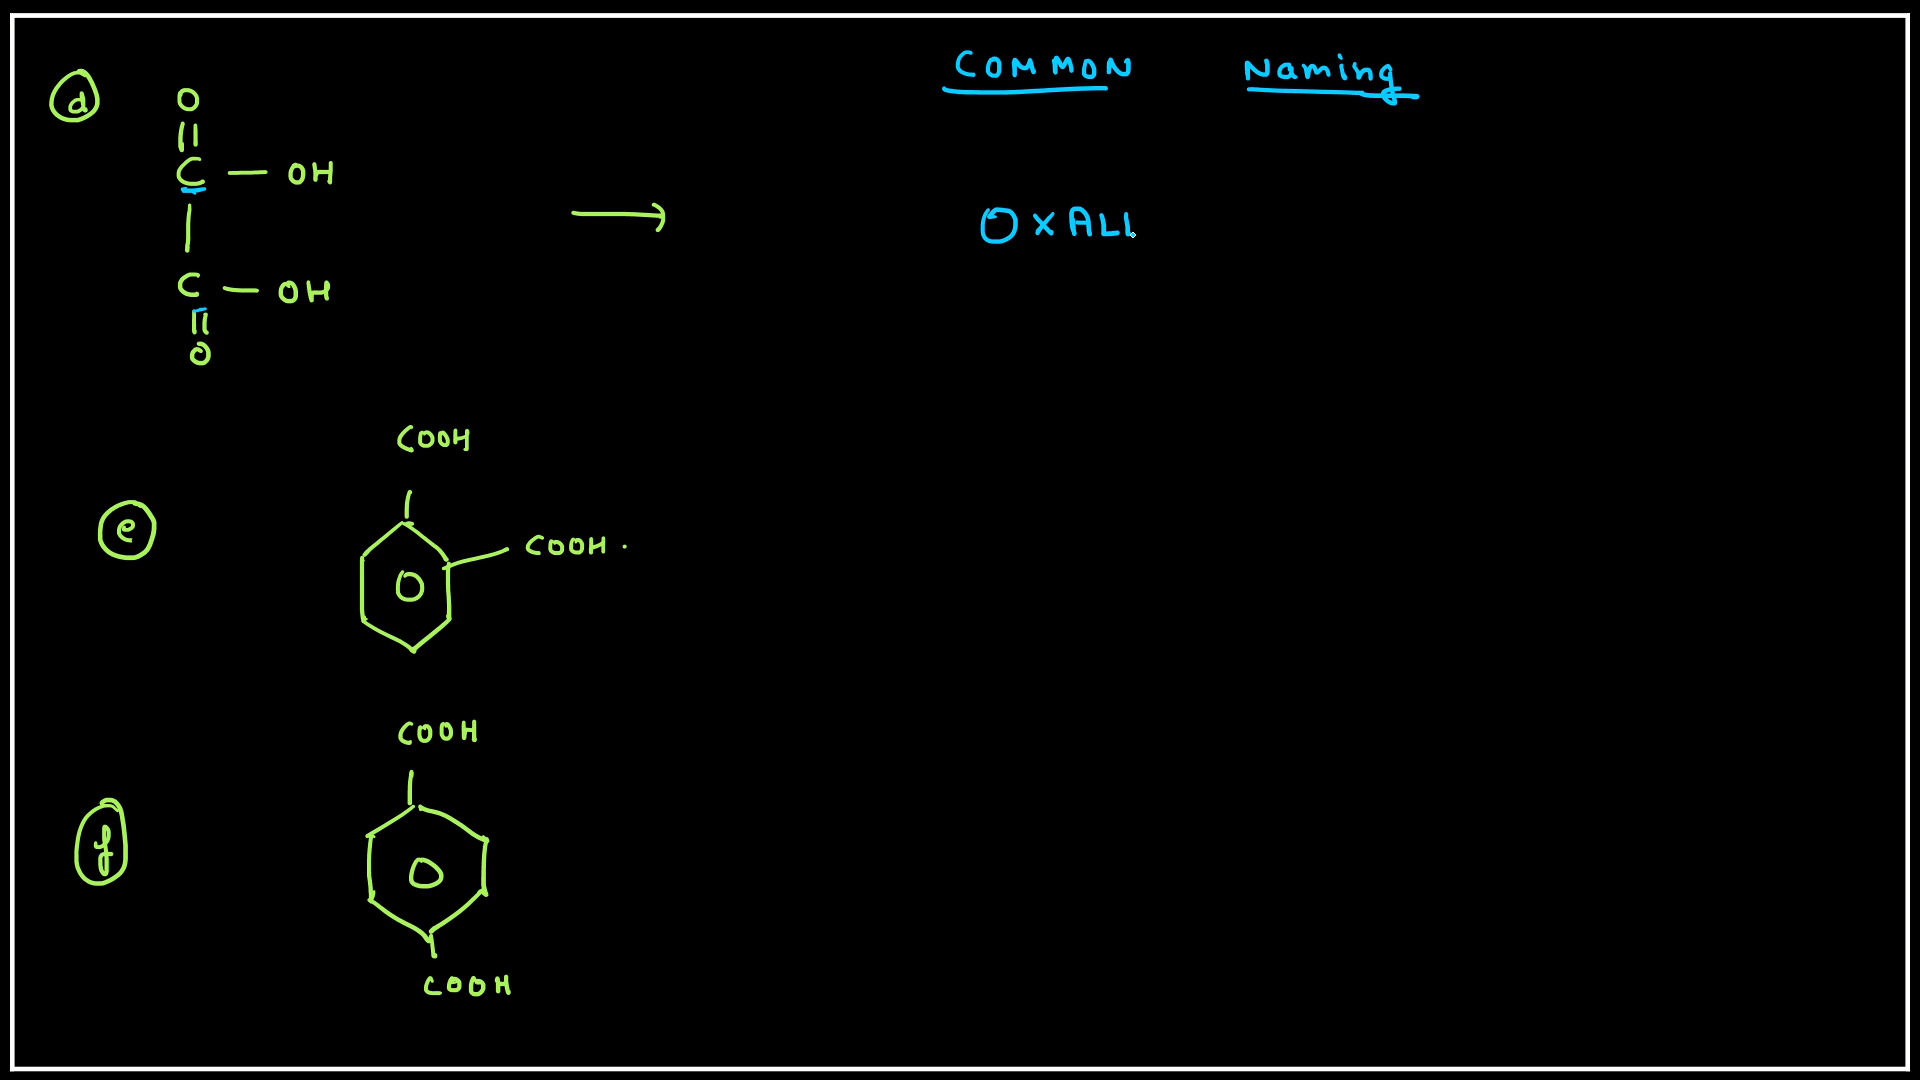 COMMON Naming
d
O
||
C — OH
|
C — OH
||
O
→ OXALI
e
COOH
COOH .
O
f
COOH
O
COOH